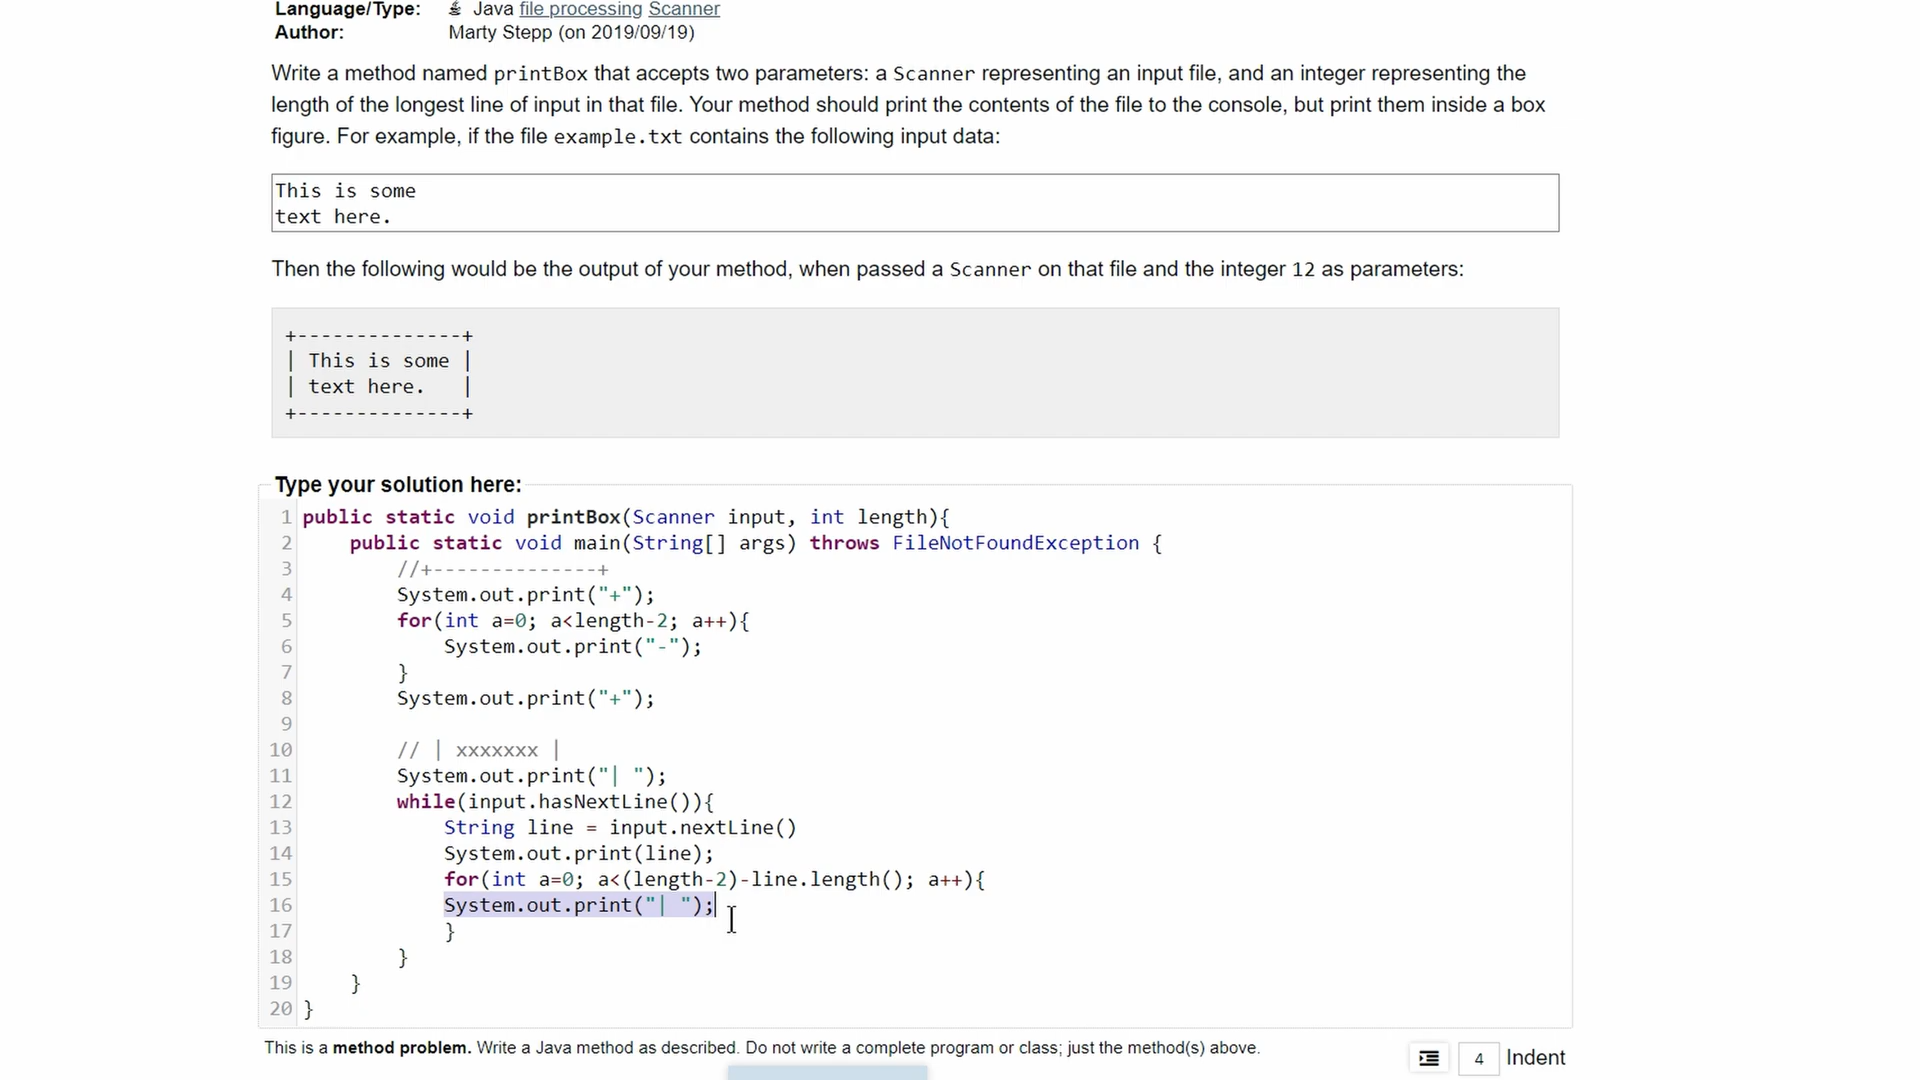 Language/Type: Java file processing Scanner
Author: Marty Stepp (on 2019/09/19)
Write a method named printBox that accepts two parameters: a Scanner representing an input file, and an integer representing the
length of the longest line of input in that file. Your method should print the contents of the file to the console, but print them inside a box
figure. For example, if the file example.txt contains the following input data:
This is some
text here.
Then the following would be the output of your method, when passed a Scanner on that file and the integer 12 as parameters:
+--------------+
| This is some |
| text here.   |
+--------------+
Type your solution here:
1 public static void printBox(Scanner input, int length){
2     public static void main(String[] args) throws FileNotFoundException {
3         //+--------------+
4         System.out.print("+");
5         for(int a=0; a<length-2; a++){
6             System.out.print("-");
7         }
8         System.out.print("+");
9
10         // | xxxxxxx |
11         System.out.print("| ");
12         while(input.hasNextLine()){
13             String line = input.nextLine()
14             System.out.print(line);
15             for(int a=0; a<(length-2)-line.length(); a++){
16             System.out.print("| ");
17             }
18         }
19     }
20 }
This is a method problem. Write a Java method as described. Do not write a complete program or class; just the method(s) above.
4 Indent